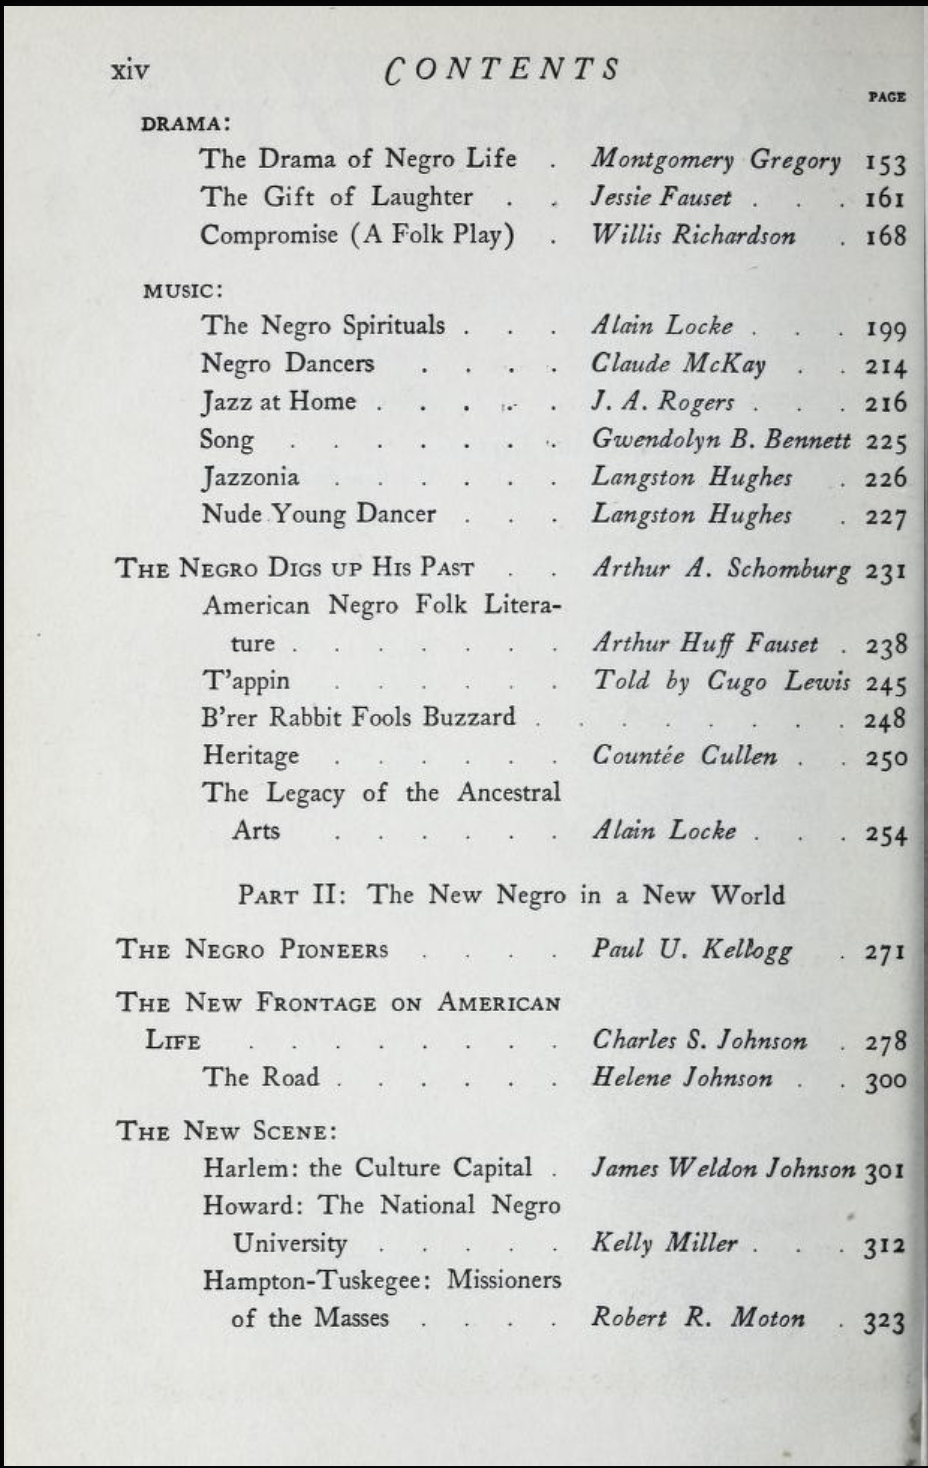 xiv CONTENTS
PAGE
DRAMA:
The Drama of Negro Life . Montgomery Gregory 153
The Gift of Laughter . . Jessie Fauset . . . 161
Compromise (A Folk Play) . Willis Richardson . 168
MUSIC:
The Negro Spirituals . . . Alain Locke . . . 199
Negro Dancers . . . . Claude McKay . . 214
Jazz at Home . . . . . J. A. Rogers . . . 216
Song . . . . . . . Gwendolyn B. Bennett 225
Jazzonia . . . . . . Langston Hughes . 226
Nude Young Dancer . . . Langston Hughes . 227
THE NEGRO DIGS UP HIS PAST . . Arthur A. Schomburg 231
American Negro Folk Litera-
ture . . . . . . . Arthur Huff Fauset . 238
T'appin . . . . . . Told by Cugo Lewis 245
B'rer Rabbit Fools Buzzard . . . . . . . . 248
Heritage . . . . . . Countée Cullen . . 250
The Legacy of the Ancestral
Arts . . . . . . Alain Locke . . . 254
PART II: The New Negro in a New World
THE NEGRO PIONEERS . . . . Paul U. Kellogg . 271
THE NEW FRONTAGE ON AMERICAN
LIFE . . . . . . . . Charles S. Johnson . 278
The Road . . . . . . Helene Johnson . . 300
THE NEW SCENE:
Harlem: the Culture Capital . James Weldon Johnson 301
Howard: The National Negro
University . . . . . Kelly Miller . . . 312
Hampton-Tuskegee: Missioners
of the Masses . . . . Robert R. Moton . 323